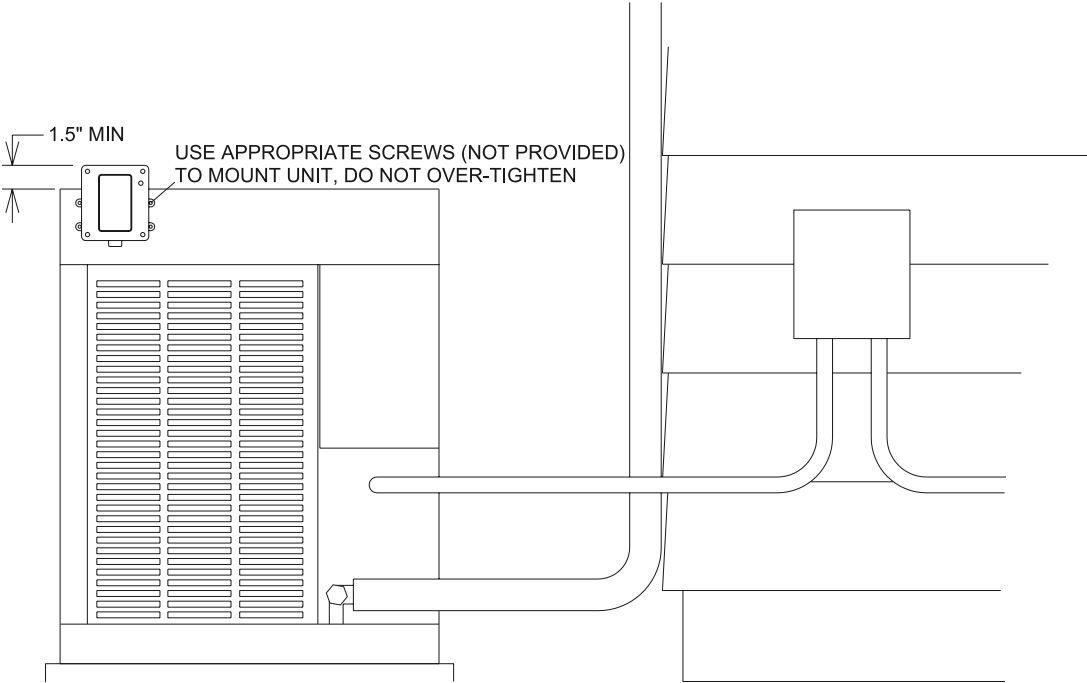 1.5" MIN
USE APPROPRIATE SCREWS (NOT PROVIDED)
TO MOUNT UNIT, DO NOT OVER-TIGHTEN